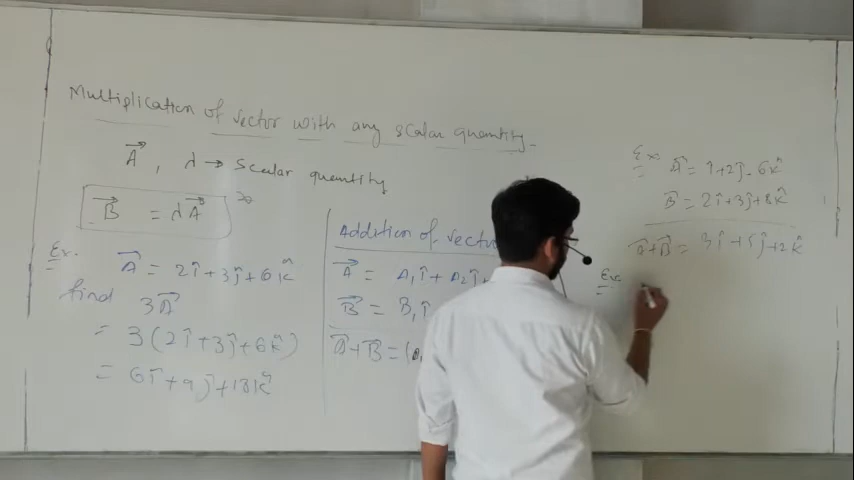 Multiplication of vector with any scalar quantity.
A⃗ , λ → Scalar quantity
B⃗ = λA⃗
Ex. A⃗ = 2î+3ĵ+6k̂
find 3A⃗
= 3(2î+3ĵ+6k̂)
= 6î+9ĵ+18k̂
Addition of vector
A⃗ = A₁î + A₂ĵ
B⃗ = B₁î
A⃗+B⃗ = (A₁
Ex A⃗ = î+2ĵ-6k̂
B⃗ = 2î+3ĵ+8k̂
A⃗+B⃗ = 3î+5ĵ+2k̂
Ex